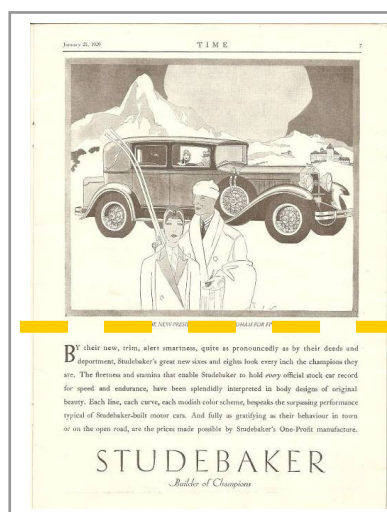 January 21, 1929 TIME 7
NEW PRESI
BY their new, trim, alert smartness, quite as pronouncedly as by their deeds and
deportment, Studebaker's great new sixes and eights look every inch the champions they
are. The fleetness and stamina that enable Studebaker to hold every official stock car record
for speed and endurance, have been splendidly interpreted in body designs of original
beauty. Each line, each curve, each modish color scheme, bespeaks the surpassing performance
typical of Studebaker-built motor cars. And fully as gratifying as their behaviour in town
or on the open road, are the prices made possible by Studebaker's One-Profit manufacture.
STUDEBAKER
Builder of Champions